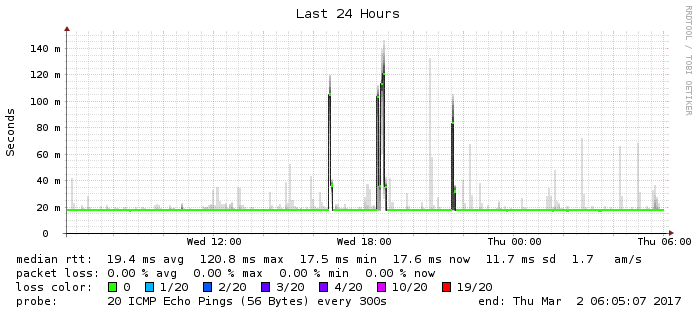 Last 24 Hours
RRDTOOL / TOBI OETIKER
Seconds
140 m
120 m
100 m
80 m
60 m
40 m
20 m
0
Wed 12:00 Wed 18:00 Thu 00:00 Thu 06:00
median rtt: 19.4 ms avg 120.8 ms max 17.5 ms min 17.6 ms now 11.7 ms sd 1.7 am/s
packet loss: 0.00 % avg 0.00 % max 0.00 % min 0.00 % now
loss color: 0 1/20 2/20 3/20 4/20 10/20 19/20
probe: 20 ICMP Echo Pings (56 Bytes) every 300s end: Thu Mar 2 06:05:07 2017